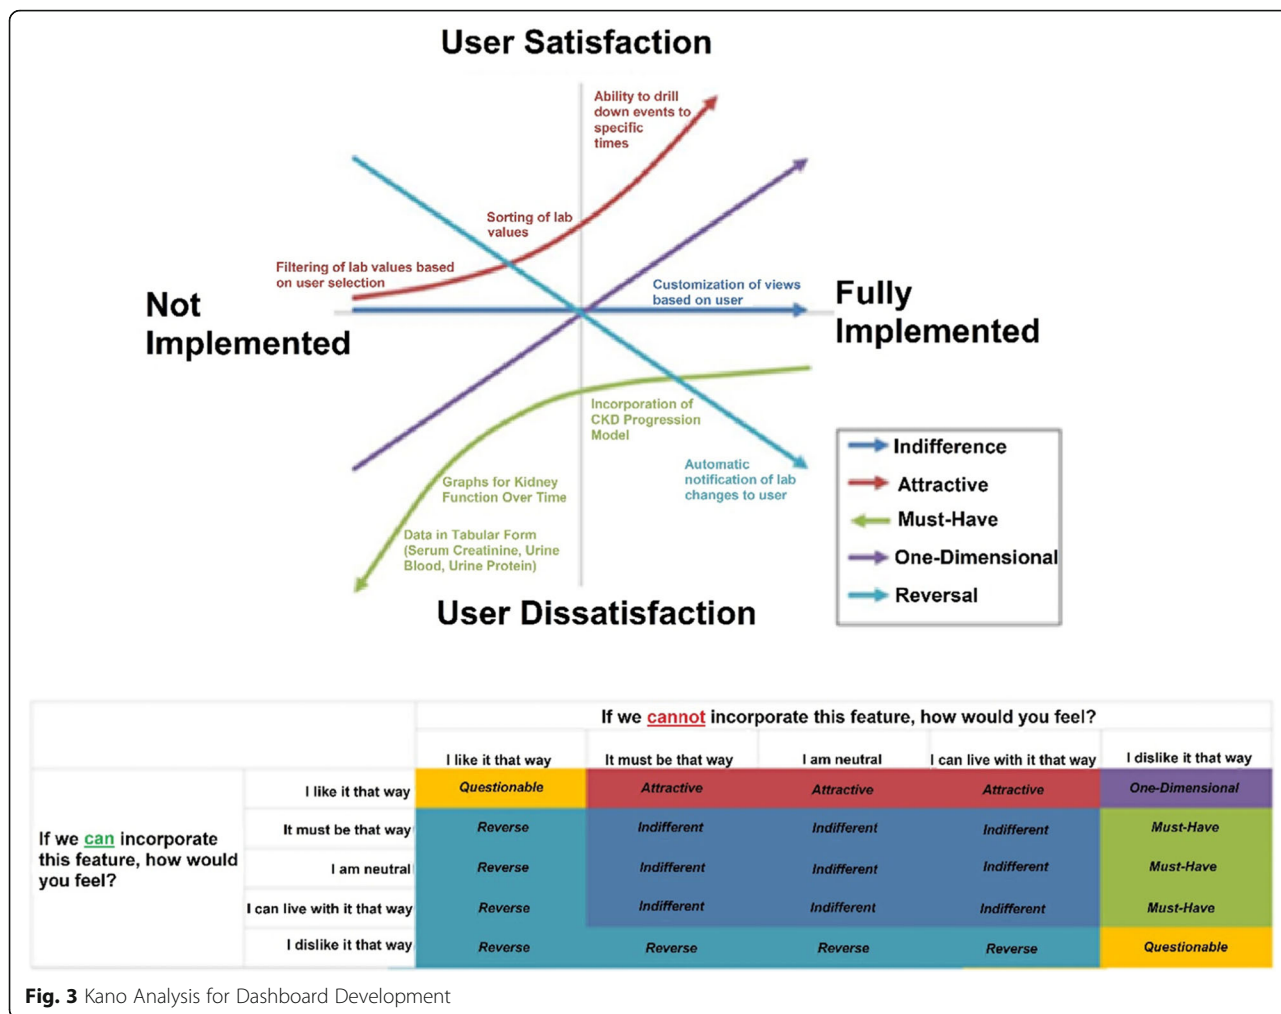 User Satisfaction
Ability to drill
down events to
specific
times
Sorting of lab
values
Filtering of lab values based
on user selection
Customization of views
based on user
Not
Implemented
Fully
Implemented
Incorporation of
CKD Progression
Model
Automatic
notification of lab
changes to user
Graphs for Kidney
Function Over Time
Data in Tabular Form
(Serum Creatinine, Urine
Blood, Urine Protein)
User Dissatisfaction
Indifference
Attractive
Must-Have
One-Dimensional
Reversal
If we cannot incorporate this feature, how would you feel?
I like it that way It must be that way I am neutral I can live with it that way I dislike it that way
If we can incorporate
this feature, how would
you feel?
I like it that way Questionable Attractive Attractive Attractive One-Dimensional
It must be that way Reverse Indifferent Indifferent Indifferent Must-Have
I am neutral Reverse Indifferent Indifferent Indifferent Must-Have
I can live with it that way Reverse Indifferent Indifferent Indifferent Must-Have
I dislike it that way Reverse Reverse Reverse Reverse Questionable
Fig. 3 Kano Analysis for Dashboard Development